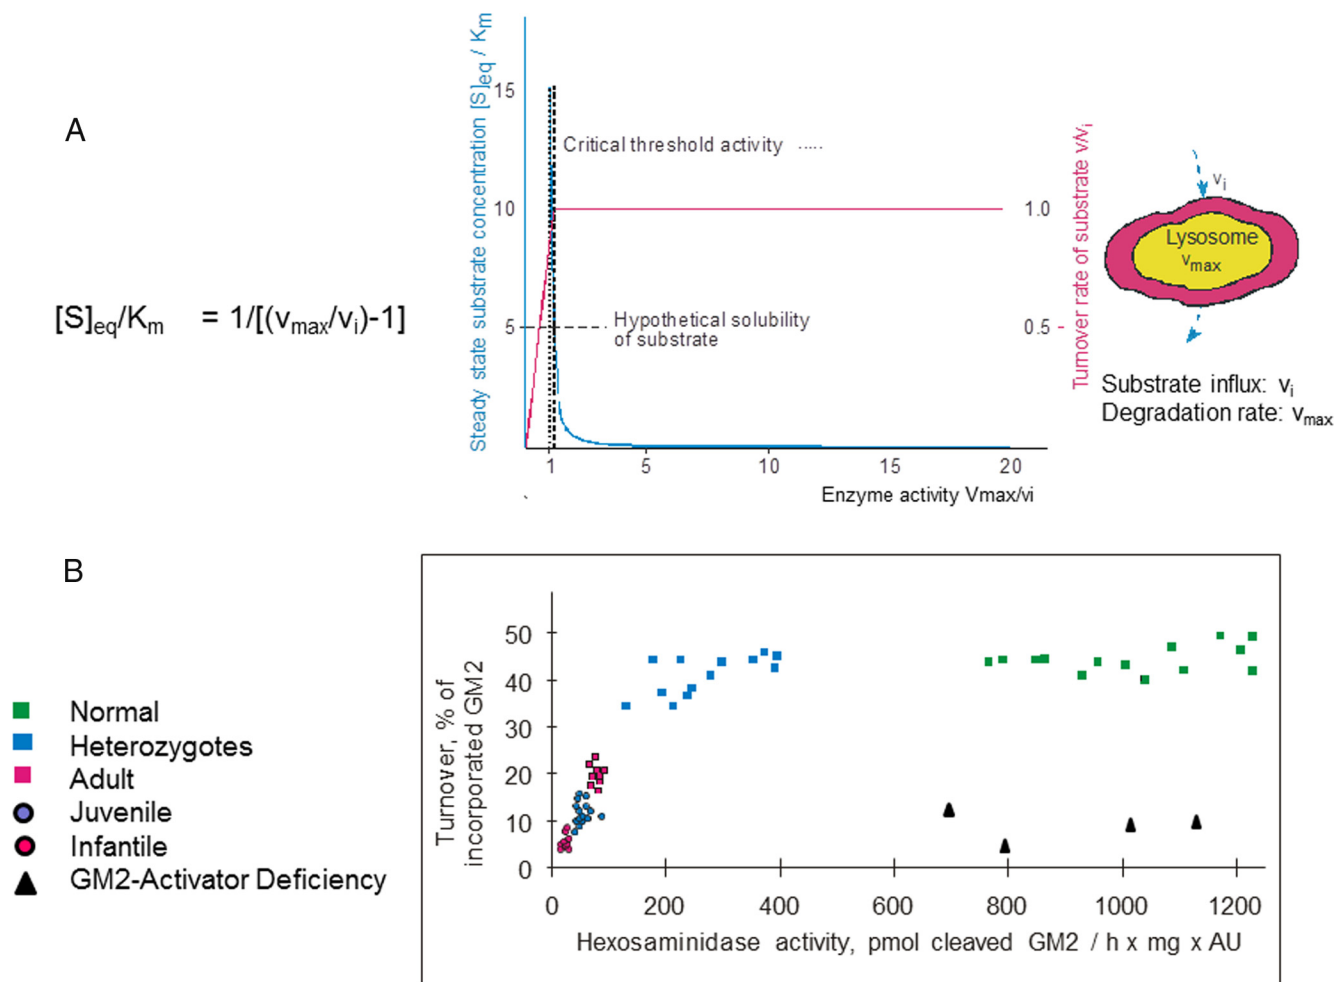 A
[S]eq/Km = 1/[(vmax/vi)-1]
Steady state substrate concentration [S]eq / Km
15
10
5
Critical threshold activity .....
Hypothetical solubility
of substrate
1
5
10
15
20
Enzyme activity Vmax/vi
1.0
0.5
Turnover rate of substrate v/vi
vi
Lysosome
vmax
Substrate influx: vi
Degradation rate: vmax
B
Normal
Heterozygotes
Adult
Juvenile
Infantile
GM2-Activator Deficiency
Turnover, % of
incorporated GM2
50
40
30
20
10
0
0 200 400 600 800 1000 1200
Hexosaminidase activity, pmol cleaved GM2 / h x mg x AU